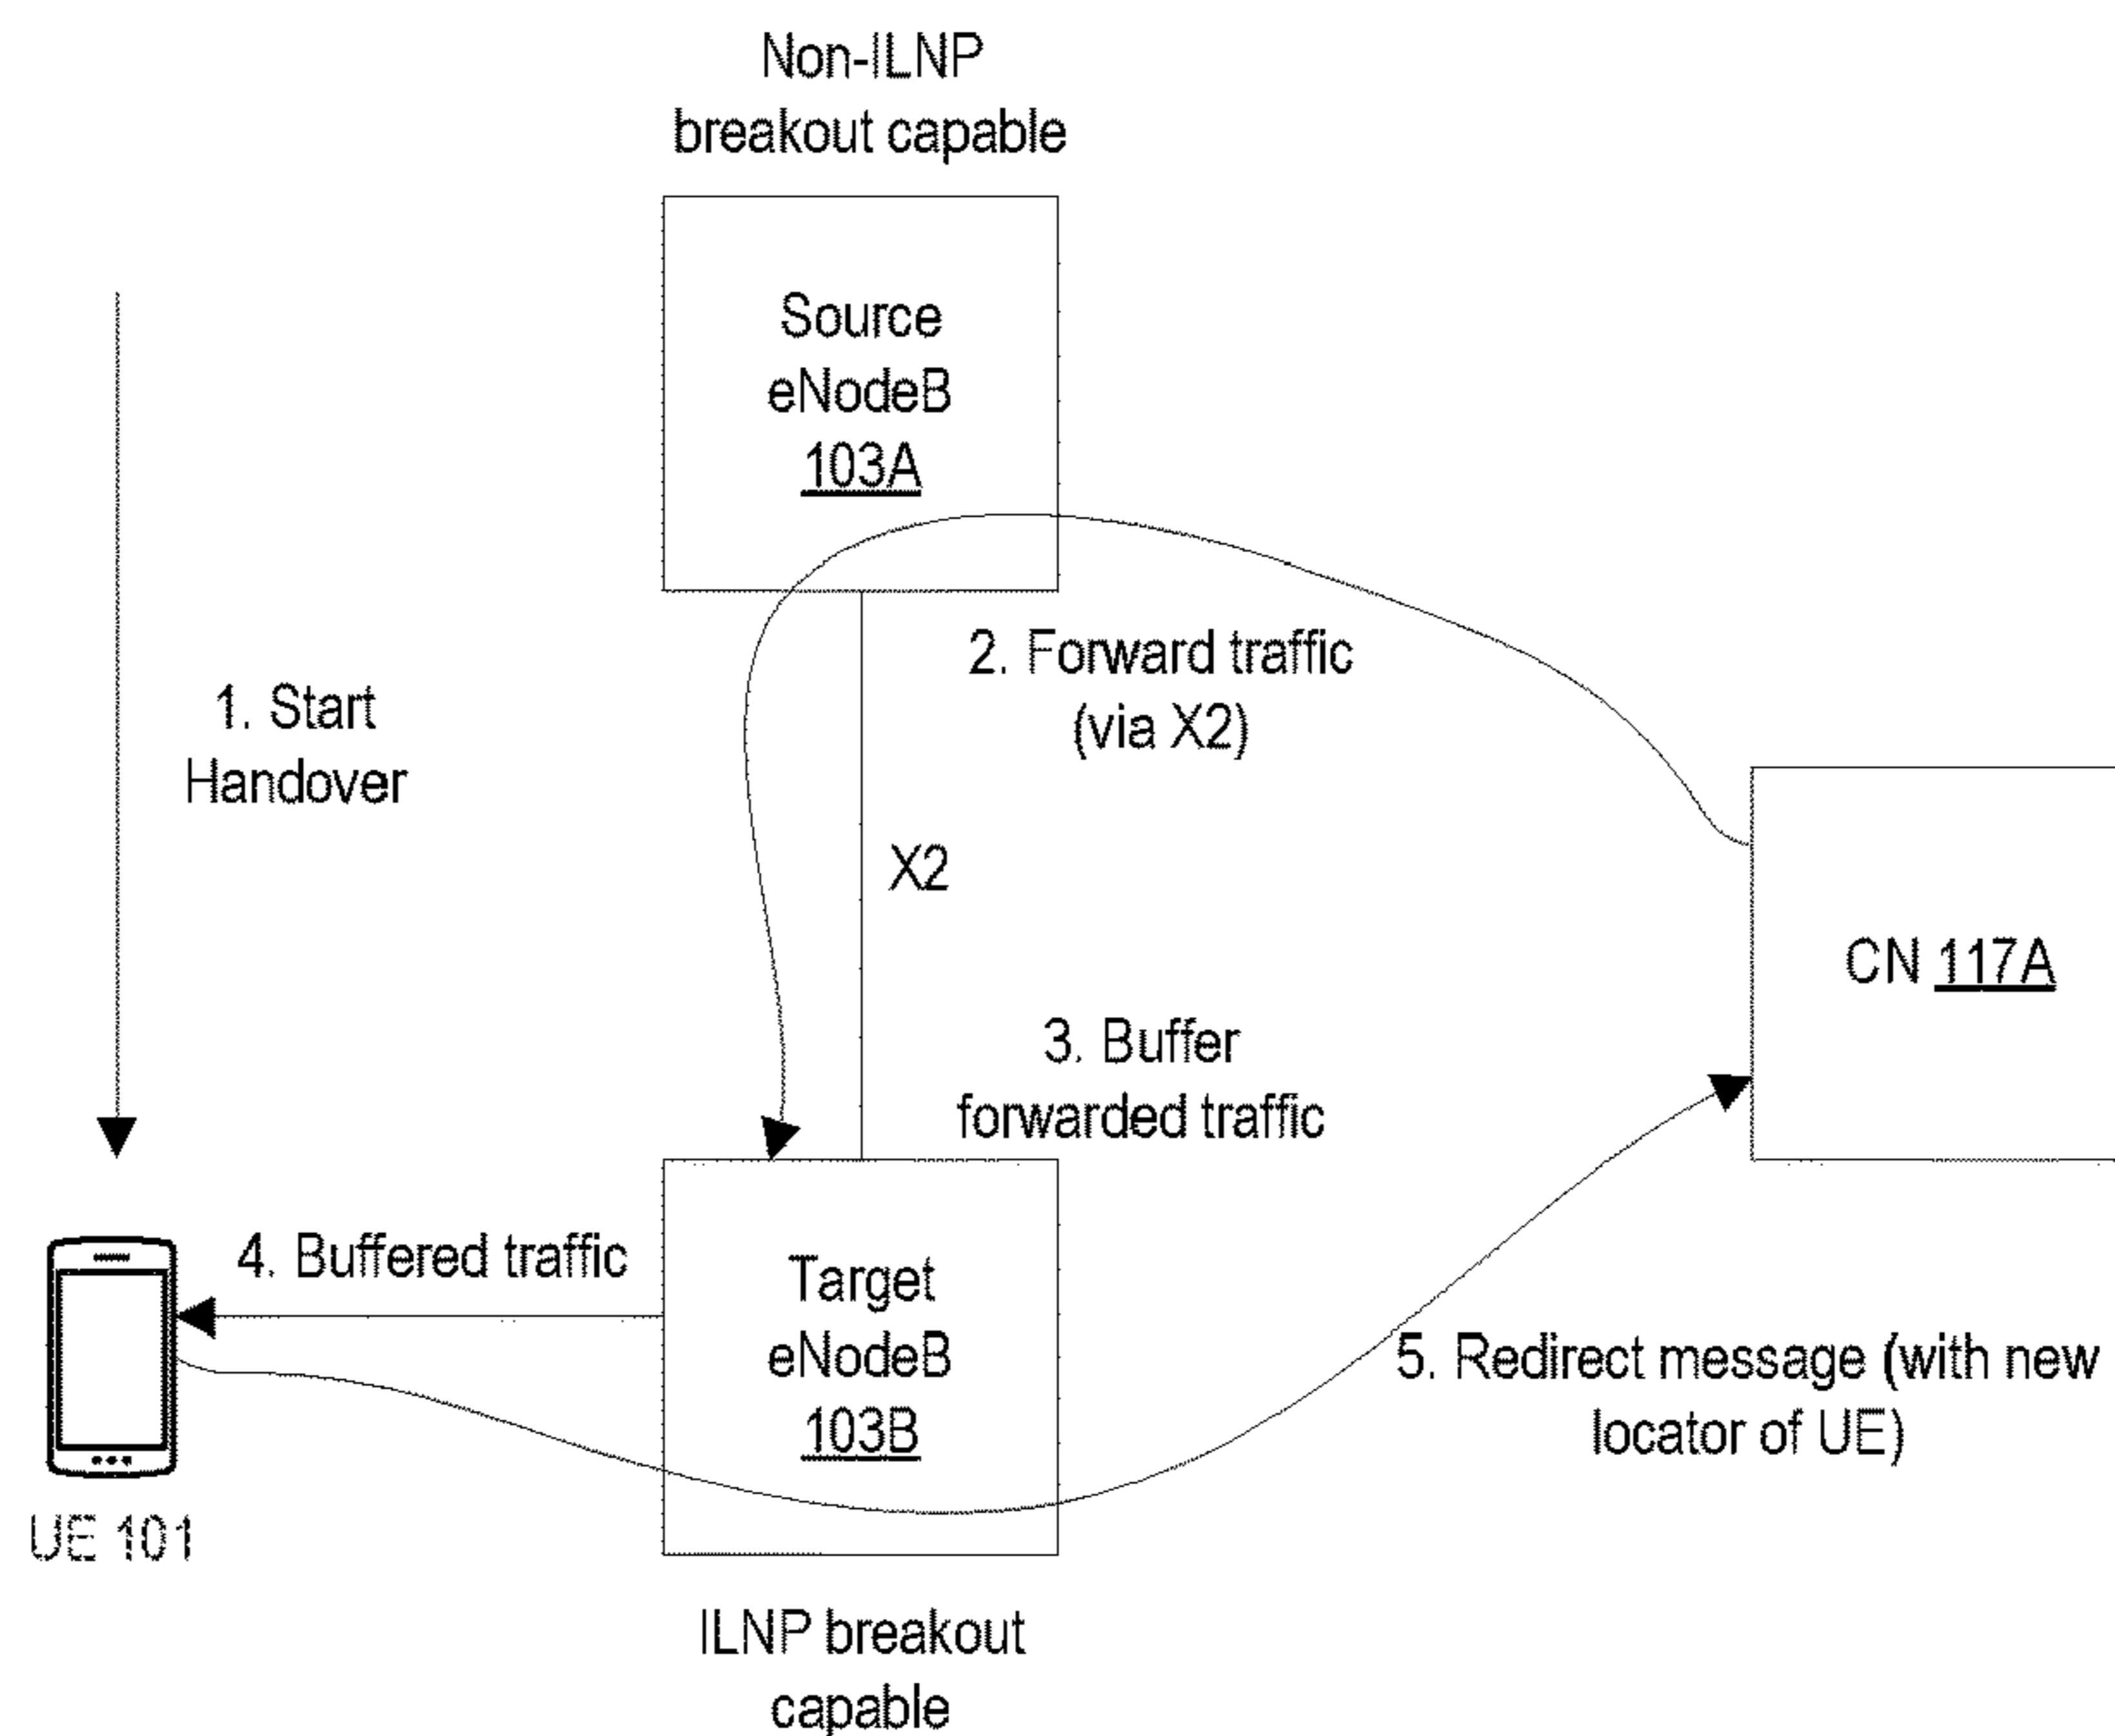 Non-ILNP
breakout capable
Source
eNodeB
103A
2. Forward traffic
(via X2)
1. Start
Handover
X2
CN 117A
3. Buffer
forwarded traffic
4. Buffered traffic
Target
eNodeB
103B
5. Redirect message (with new
locator of UE)
UE 101
ILNP breakout
capable